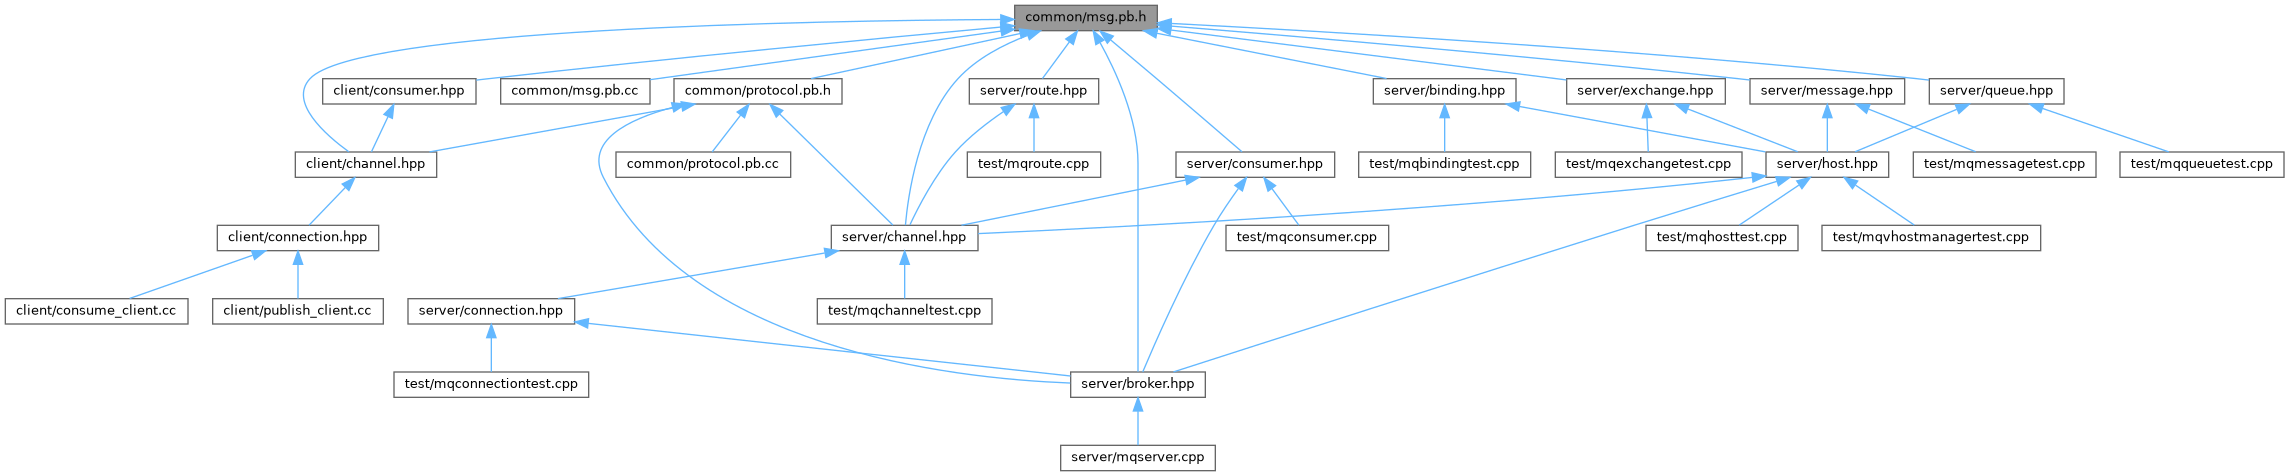 common/msg.pb.h
client/consumer.hpp
common/msg.pb.cc
common/protocol.pb.h
server/route.hpp
server/binding.hpp
server/exchange.hpp
server/message.hpp
server/queue.hpp
client/channel.hpp
common/protocol.pb.cc
test/mqroute.cpp
server/consumer.hpp
test/mqbindingtest.cpp
test/mqexchangetest.cpp
server/host.hpp
test/mqmessagetest.cpp
test/mqqueuetest.cpp
client/connection.hpp
server/channel.hpp
test/mqconsumer.cpp
test/mqhosttest.cpp
test/mqvhostmanagertest.cpp
client/consume_client.cc
client/publish_client.cc
server/connection.hpp
test/mqchanneltest.cpp
test/mqconnectiontest.cpp
server/broker.hpp
server/mqserver.cpp